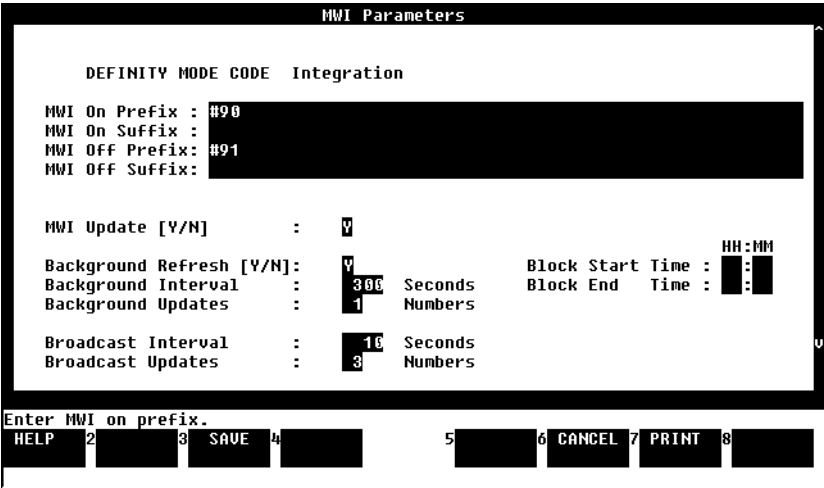 MWI Parameters
^
DEFINITY MODE CODE  Integration
MWI On Prefix : #90
MWI On Suffix :
MWI Off Prefix: #91
MWI Off Suffix:
MWI Update [Y/N]         :    Y
HH:MM
Background Refresh [Y/N]:    Y    Block Start Time :   :
Background Interval      :    300  Seconds    Block End   Time :   :
Background Updates       :    1    Numbers
Broadcast Interval       :    10  Seconds
Broadcast Updates        :    3    Numbers
v
Enter MWI on prefix.
HELP 2 3 SAVE 4 5 6 CANCEL 7 PRINT 8